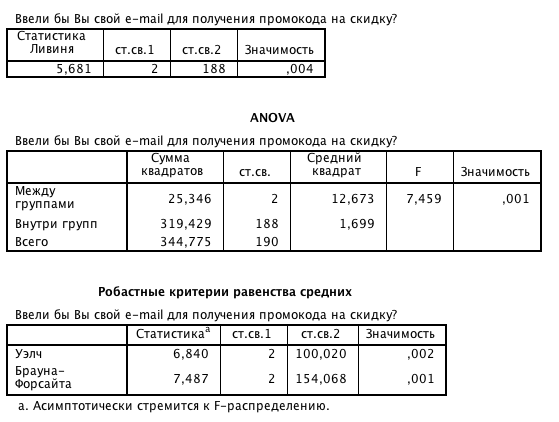 Ввели бы Вы свой e-mail для получения промокода на скидку?
Статистика Ливиня ст.св.1 ст.св.2 Значимость
5,681 2 188 ,004
ANOVA
Ввели бы Вы свой e-mail для получения промокода на скидку?
Сумма квадратов ст.св. Средний квадрат F Значимость
Между группами 25,346 2 12,673 7,459 ,001
Внутри групп 319,429 188 1,699
Всего 344,775 190
Робастные критерии равенства средних
Ввели бы Вы свой e-mail для получения промокода на скидку?
Статистикаa ст.св.1 ст.св.2 Значимость
Уэлч 6,840 2 100,020 ,002
Брауна-Форсайта 7,487 2 154,068 ,001
a. Асимптотически стремится к F-распределению.